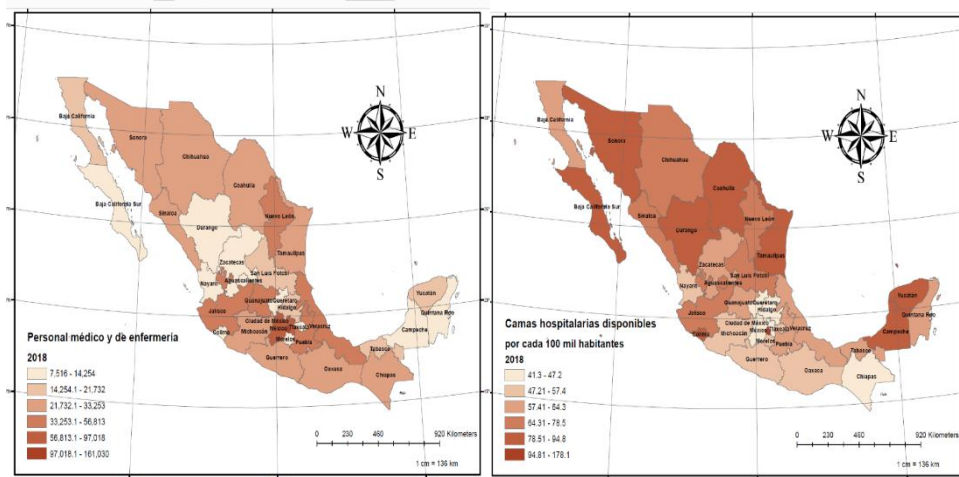 N
W
E
S
Baja California
Sonora
Chihuahua
Coahuila
Baja California Sur
Sinaloa
Nuevo León
Durango
Tamaulipas
Zacatecas
San Luis Potosí
Nayarit
Aguascalientes
Guanajuato
Querétaro
Hidalgo
Yucatán
Jalisco
Ciudad de México
Quintana Roo
Colima
Michoacán
México
Tlaxcala
Veracruz
Morelos
Puebla
Campeche
Tabasco
Guerrero
Oaxaca
Chiapas
Personal médico y de enfermería
2018
7,516 - 14,254
14,254.1 - 21,732
21,732.1 - 33,253
33,253.1 - 56,813
56,813.1 - 97,018
97,018.1 - 161,030
0 230 460 920 Kilometers
1 cm = 136 km
N
W
E
S
Baja California
Sonora
Chihuahua
Coahuila
Nuevo León
Sinaloa
Durango
Tamaulipas
Zacatecas
San Luis Potosí
Nayarit
Aguascalientes
Guanajuato
Querétaro
Hidalgo
Yucatán
Jalisco
Ciudad de México
Quintana Roo
Colima
Michoacán
México
Tlaxcala
Veracruz
Morelos
Puebla
Campeche
Tabasco
Guerrero
Oaxaca
Chiapas
Camas hospitalarias disponibles
por cada 100 mil habitantes
2018
41.3 - 47.2
47.21 - 57.4
57.41 - 64.3
64.31 - 78.5
78.51 - 94.8
94.81 - 178.1
0 230 460 920 Kilometers
1 cm = 136 km